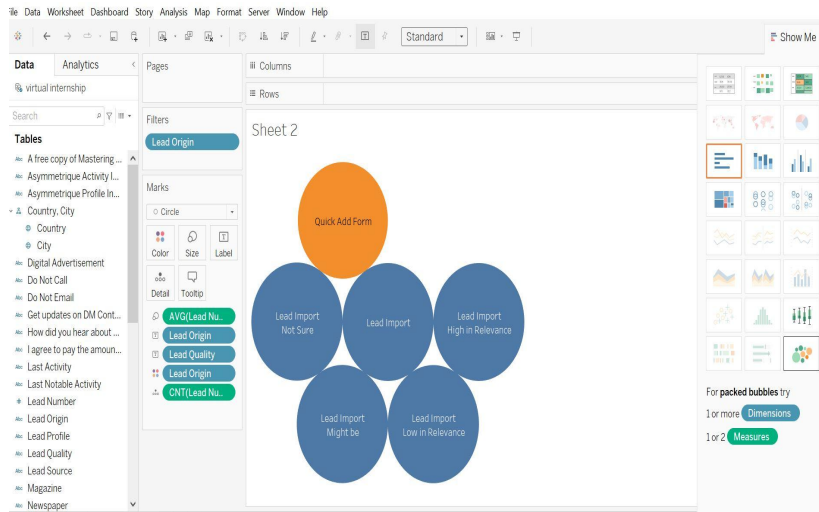 File Data Worksheet Dashboard Story Analysis Map Format Server Window Help
Standard
Show Me
Data Analytics
virtual internship
Search
Tables
A free copy of Mastering ...
Asymmetrique Activity I...
Asymmetrique Profile In...
Country, City
Country
City
Digital Advertisement
Do Not Call
Do Not Email
Get updates on DM Cont...
How did you hear about ...
I agree to pay the amoun...
Last Activity
Last Notable Activity
Lead Number
Lead Origin
Lead Profile
Lead Quality
Lead Source
Magazine
Newspaper
Pages
Filters
Lead Origin
Marks
Circle
Color Size Label
Detail Tooltip
AVG(Lead Nu..
Lead Origin
Lead Quality
Lead Origin
CNT(Lead Nu..
Columns
Rows
Sheet 2
Quick Add Form
Lead Import
Not Sure
Lead Import
Lead Import
High in Relevance
Lead Import
Might be
Lead Import
Low in Relevance
For packed bubbles try
1 or more Dimensions
1 or 2 Measures